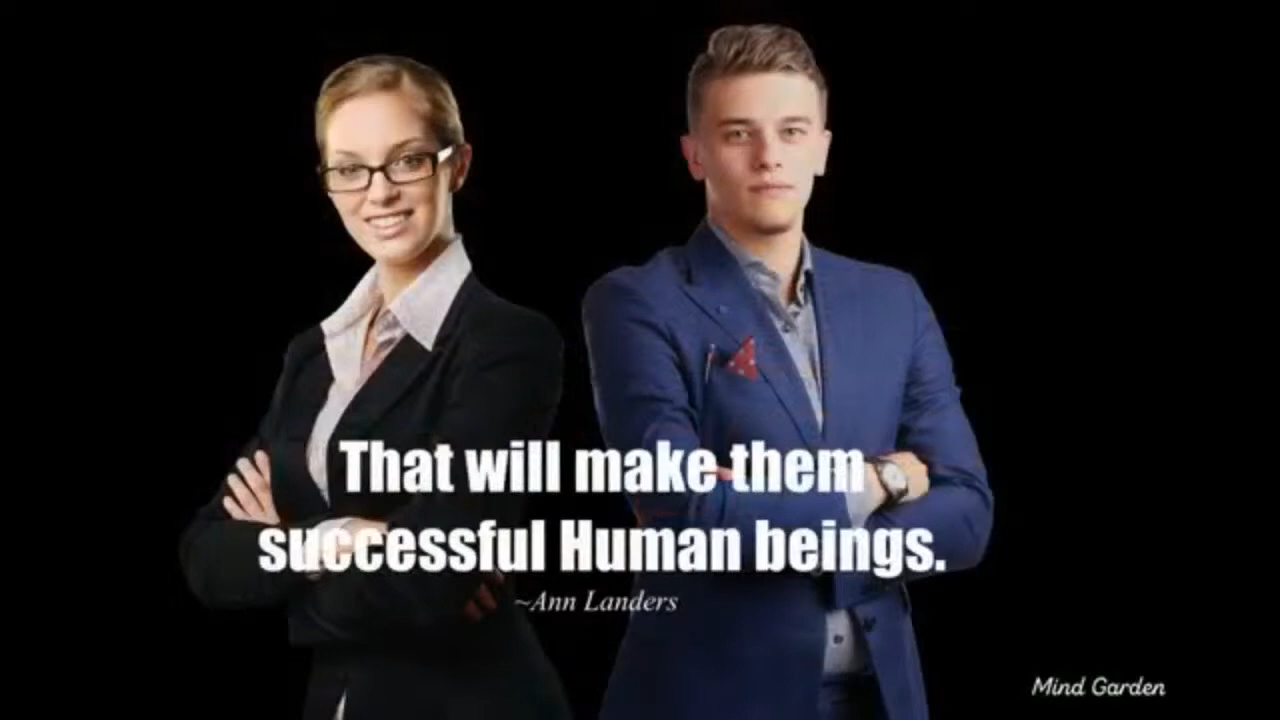 That will make them
successful Human beings.
~Ann Landers
Mind Garden